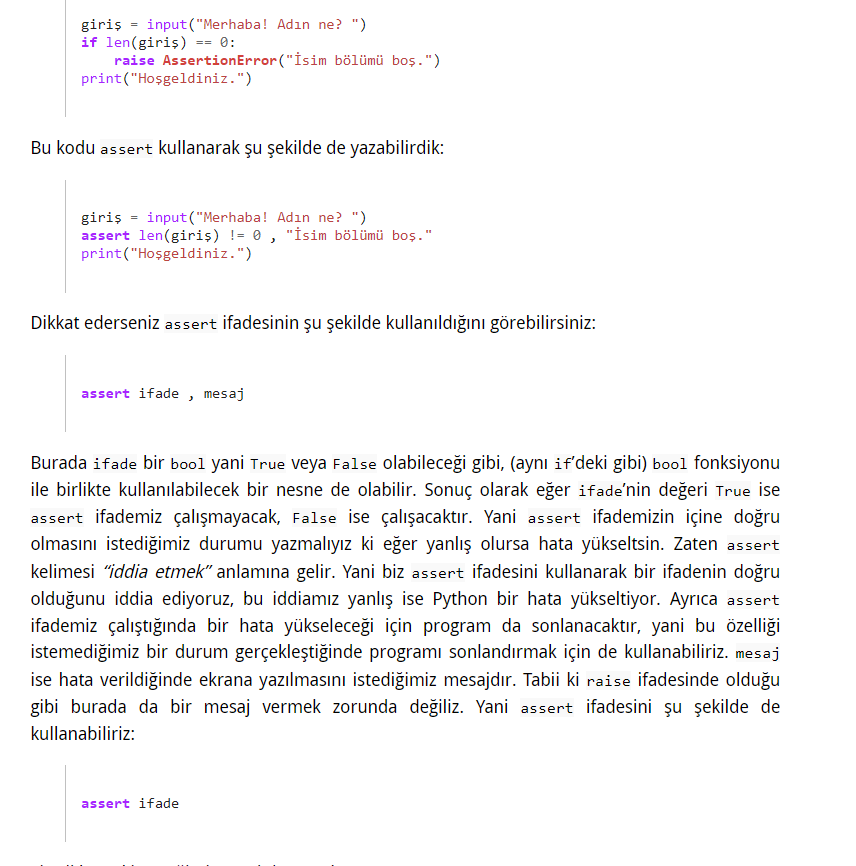 giriş = input("Merhaba! Adın ne? ")
if len(giriş) == 0:
    raise AssertionError("İsim bölümü boş.")
print("Hoşgeldiniz.")
Bu kodu assert kullanarak şu şekilde de yazabilirdik:
giriş = input("Merhaba! Adın ne? ")
assert len(giriş) != 0 , "İsim bölümü boş."
print("Hoşgeldiniz.")
Dikkat ederseniz assert ifadesinin şu şekilde kullanıldığını görebilirsiniz:
assert ifade , mesaj
Burada ifade bir bool yani True veya False olabileceği gibi, (aynı if’deki gibi) bool fonksiyonu
ile birlikte kullanılabilecek bir nesne de olabilir. Sonuç olarak eğer ifade’nin değeri True ise
assert ifademiz çalışmayacak, False ise çalışacaktır. Yani assert ifademizin içine doğru
olmasını istediğimiz durumu yazmalıyız ki eğer yanlış olursa hata yükseltsin. Zaten assert
kelimesi “iddia etmek” anlamına gelir. Yani biz assert ifadesini kullanarak bir ifadenin doğru
olduğunu iddia ediyoruz, bu iddiamız yanlış ise Python bir hata yükseltiyor. Ayrıca assert
ifademiz çalıştığında bir hata yükseleceği için program da sonlanacaktır, yani bu özelliği
istemediğimiz bir durum gerçekleştiğinde programı sonlandırmak için de kullanabiliriz. mesaj
ise hata verildiğinde ekrana yazılmasını istediğimiz mesajdır. Tabii ki raise ifadesinde olduğu
gibi burada da bir mesaj vermek zorunda değiliz. Yani assert ifadesini şu şekilde de
kullanabiliriz:
assert ifade